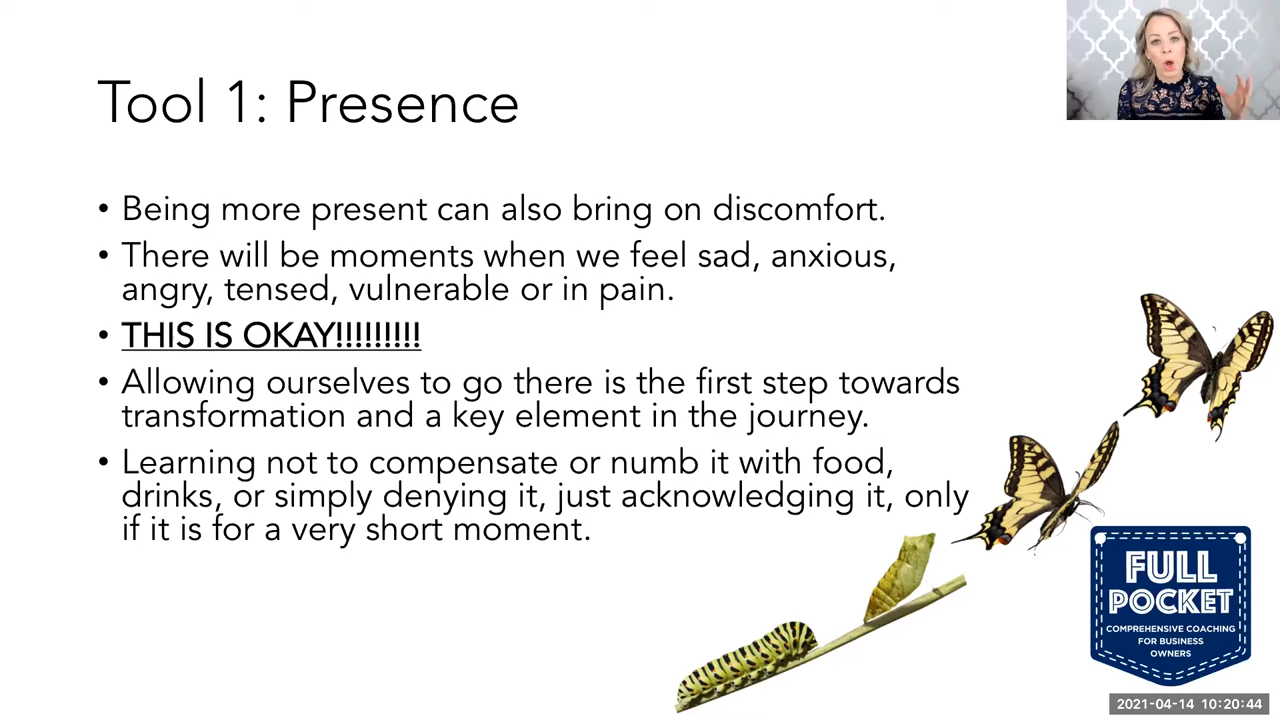 Tool 1: Presence
• Being more present can also bring on discomfort.
• There will be moments when we feel sad, anxious,
angry, tensed, vulnerable or in pain.
• THIS IS OKAY!!!!!!!!!
• Allowing ourselves to go there is the first step towards
transformation and a key element in the journey.
• Learning not to compensate or numb it with food,
drinks, or simply denying it, just acknowledging it, only
if it is for a very short moment.
FULL
POCKET
COMPREHENSIVE COACHING
FOR BUSINESS
OWNERS
2021-04-14 10:20:44